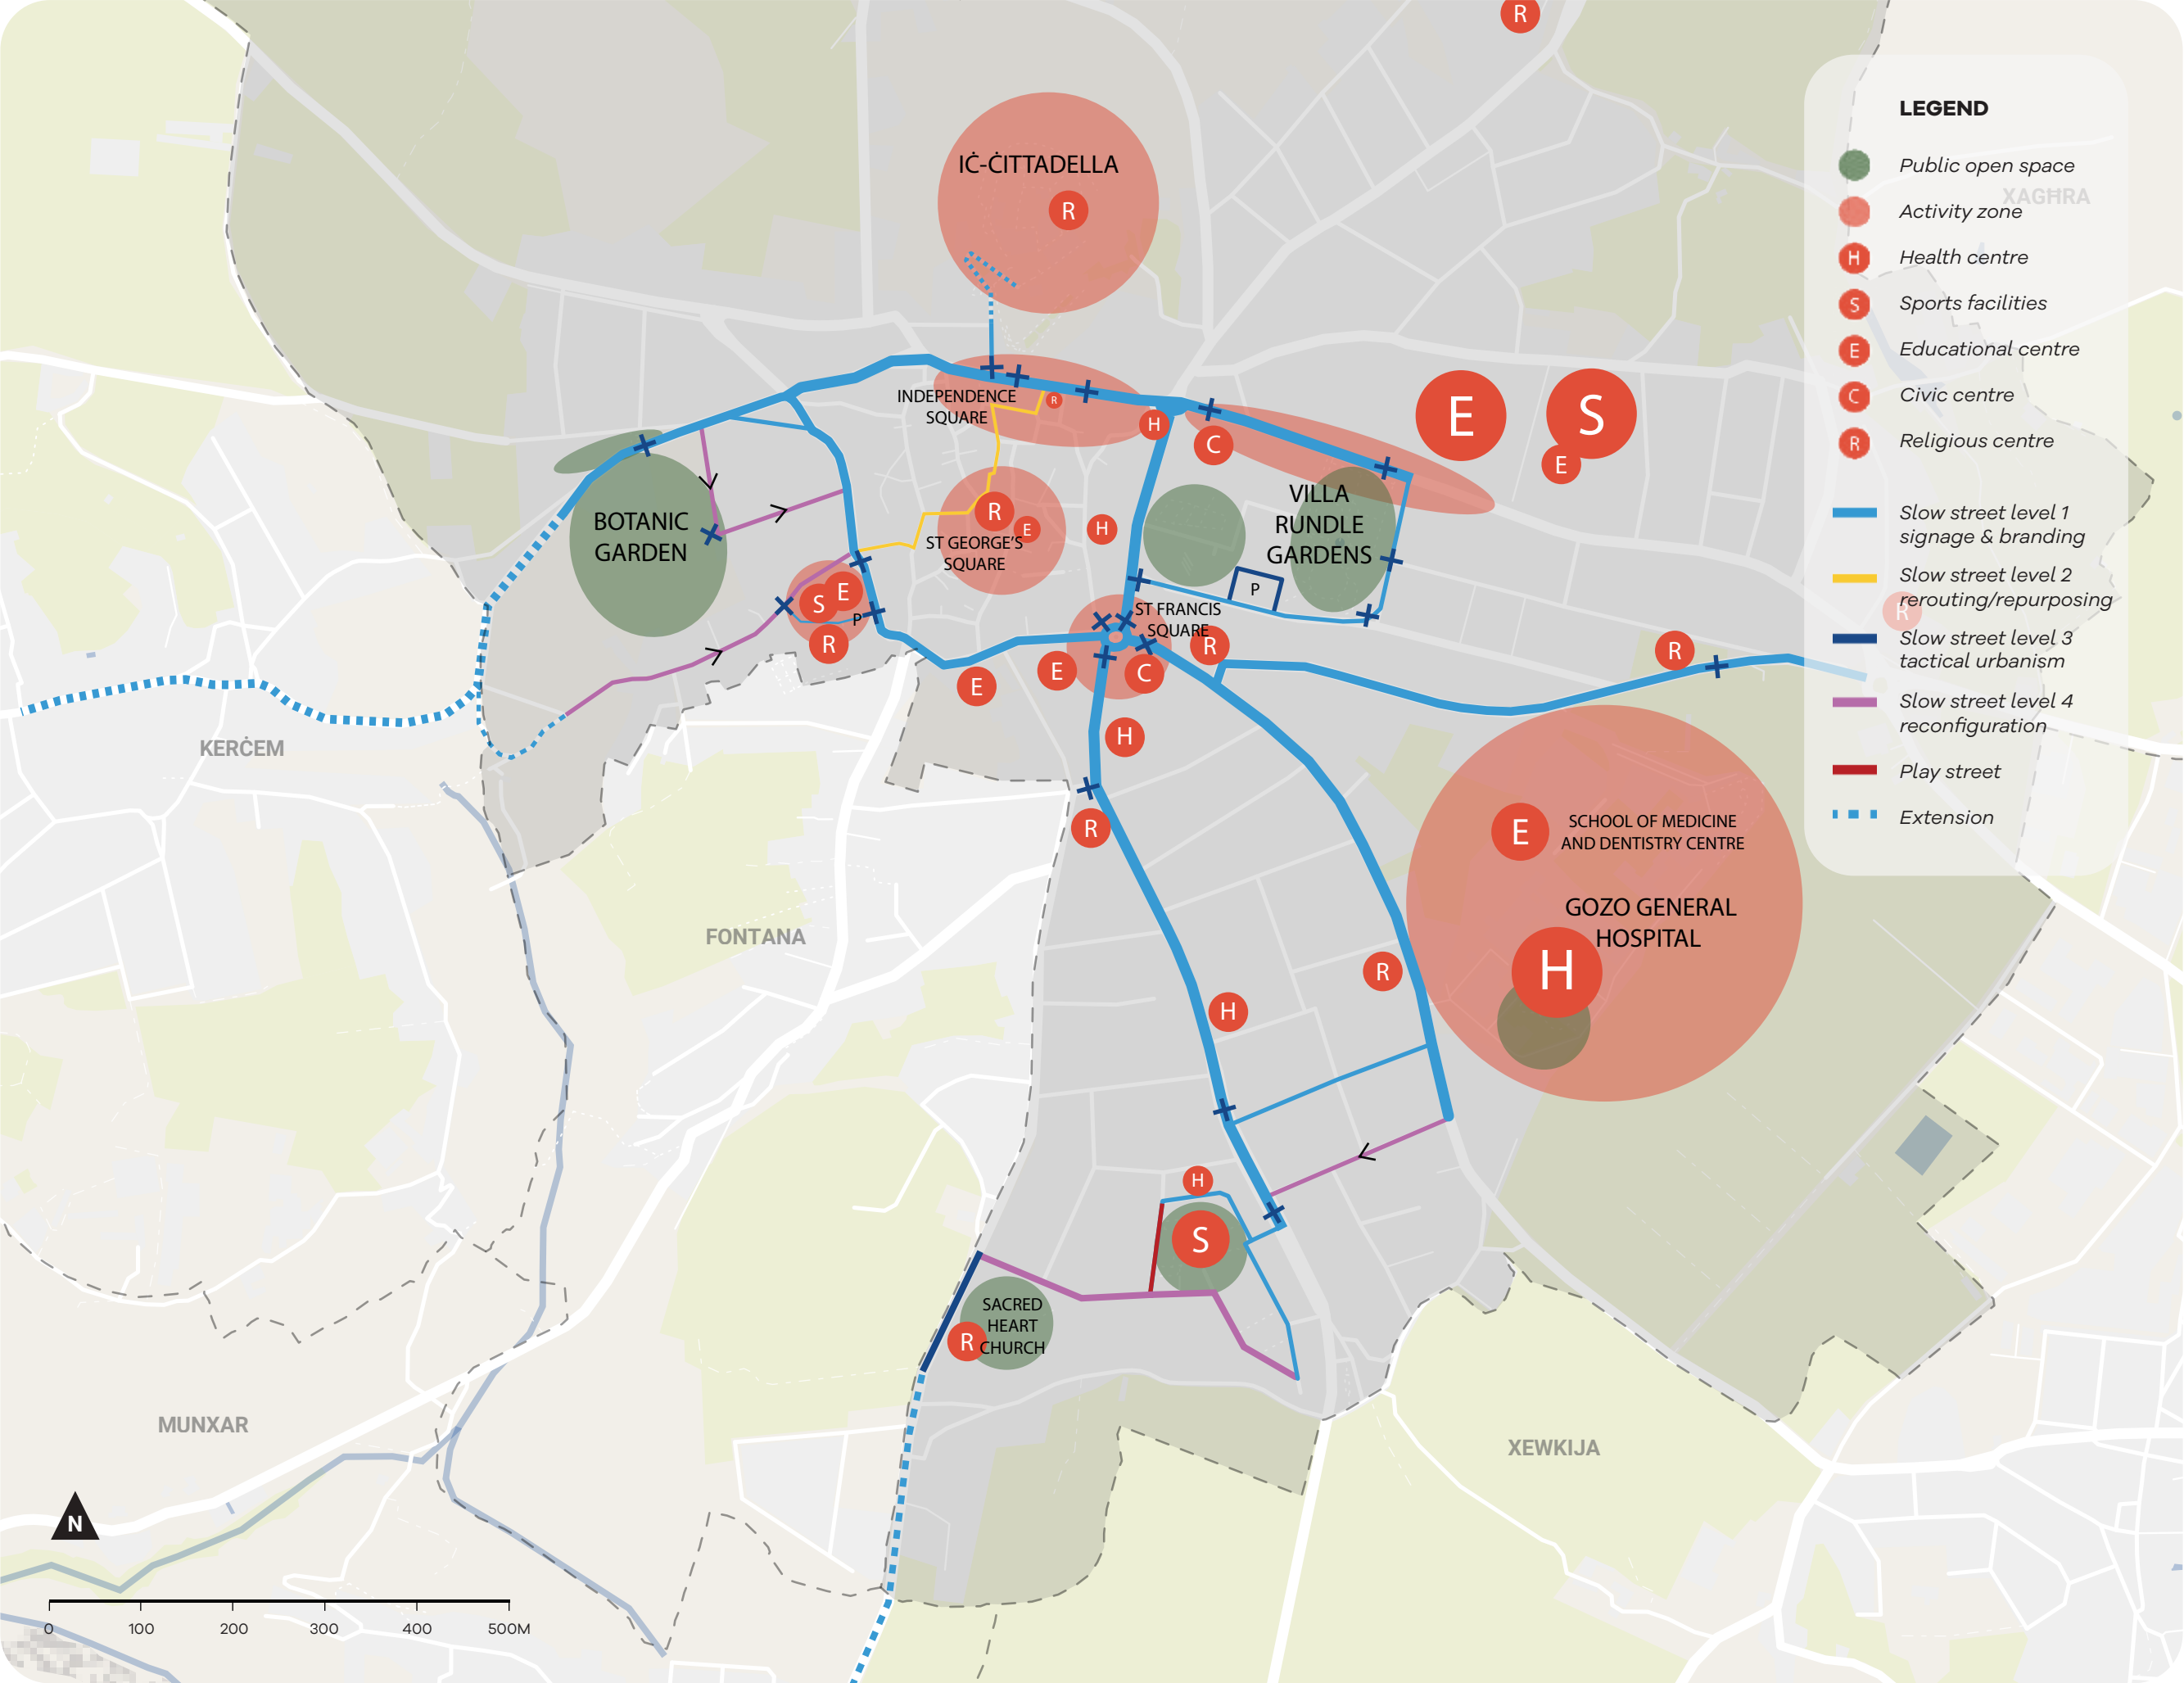 R
IĊ-ĊITTADELLA
R
INDEPENDENCE
SQUARE
R
H
C
E
S
E
BOTANIC
GARDEN
VILLA
RUNDLE
GARDENS
R
E
H
ST GEORGE'S
SQUARE
P
S
E
P
R
ST FRANCIS
SQUARE
R
E
E
C
R
H
R
E
SCHOOL OF MEDICINE
AND DENTISTRY CENTRE
GOZO GENERAL
HOSPITAL
H
R
H
H
S
SACRED
HEART
CHURCH
R
KERĊEM
FONTANA
MUNXAR
XEWKIJA
XAGĦRA
R
LEGEND
Public open space
Activity zone
H Health centre
S Sports facilities
E Educational centre
C Civic centre
R Religious centre
Slow street level 1
signage & branding
Slow street level 2
rerouting/repurposing
Slow street level 3
tactical urbanism
Slow street level 4
reconfiguration
Play street
Extension
N
0 100 200 300 400 500M